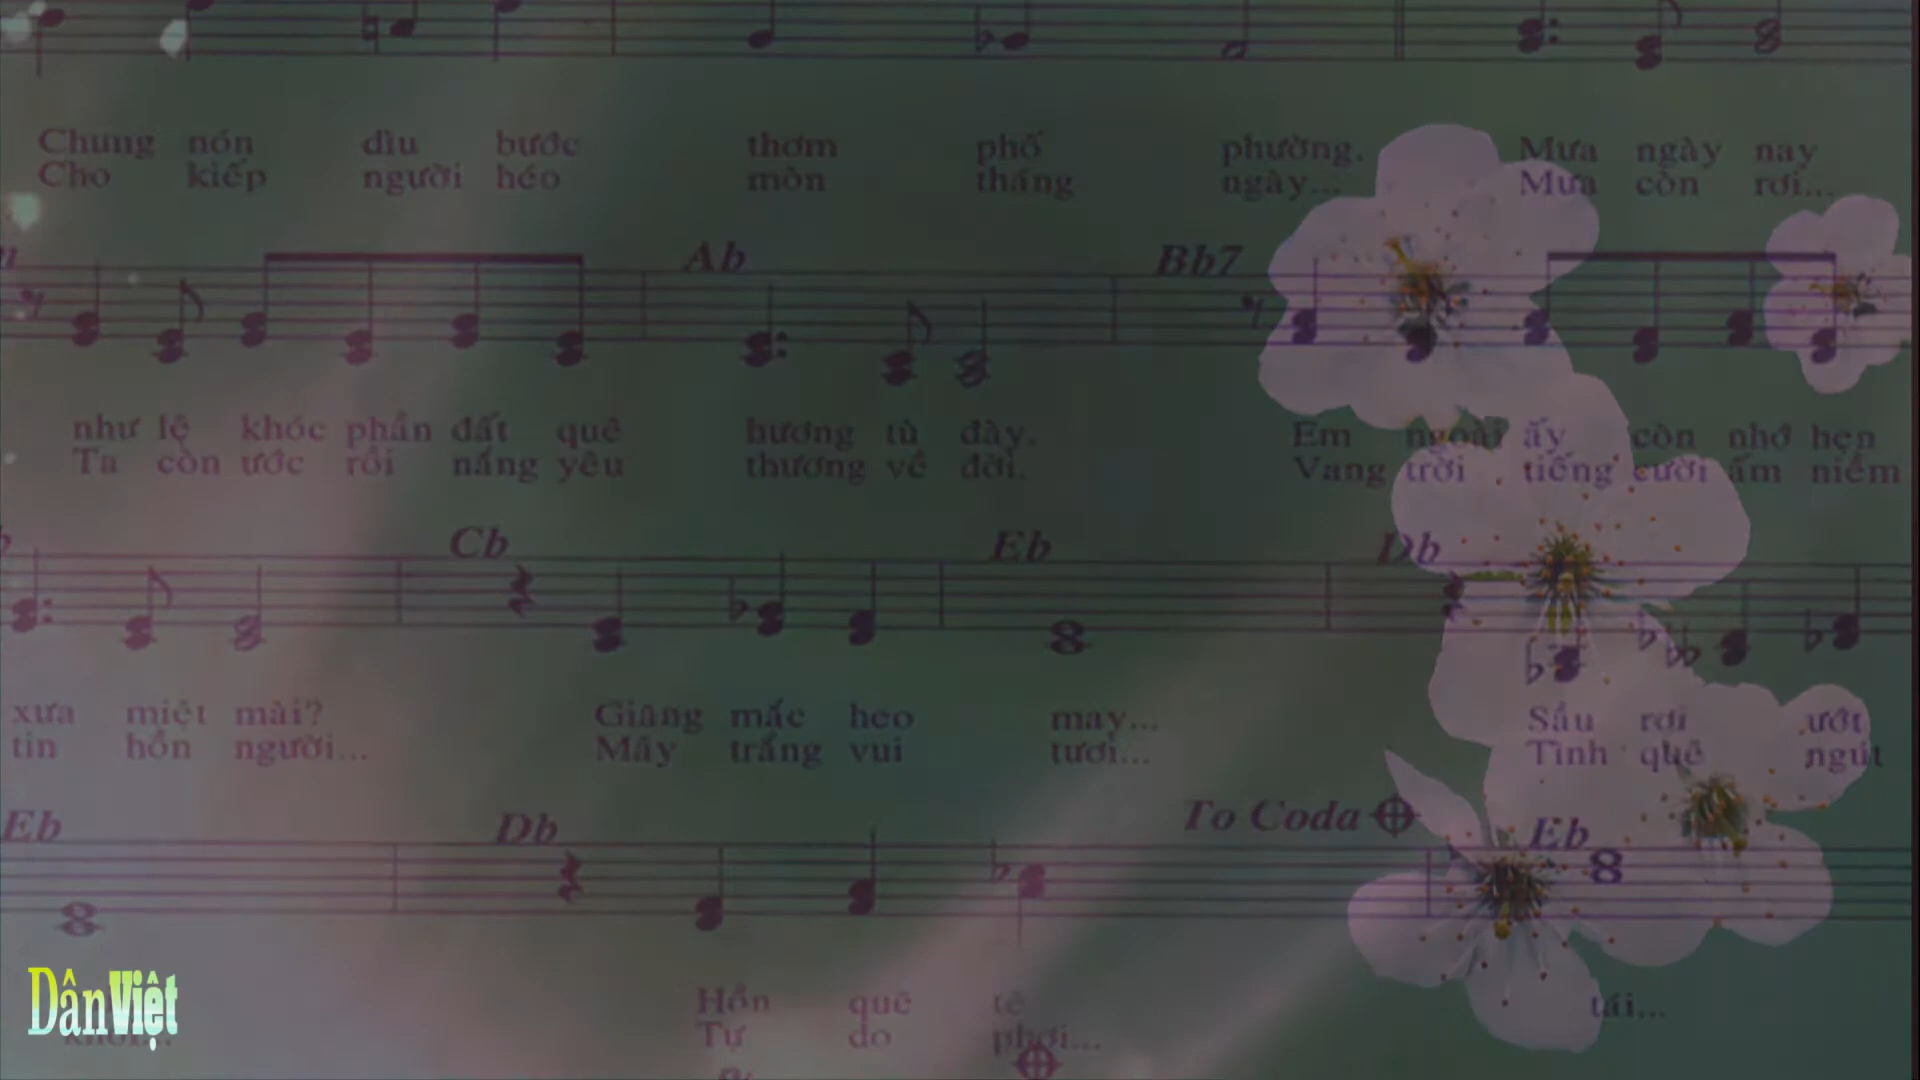 Chung nón dìu bước thơm phố phường. Mưa ngày nay
Cho kiếp người héo mòn tháng ngày... Mưa còn rơi...
Ab Bb7
như lệ khóc phần đất quê hương tù đày. Em ngoài ấy còn nhớ hẹn
Ta còn ước rồi nắng yêu thương về đời. Vang trời tiếng cười ấm niềm
Cb Eb Db
xưa miệt mài? Giăng mắc heo may... Sầu rơi ướt
tin hồn người... Mây trắng vui tươi... Tình quê ngút
To Coda
Eb Db Eb
Hồn quê tê tái...
Tự do phơi...
DânViệt